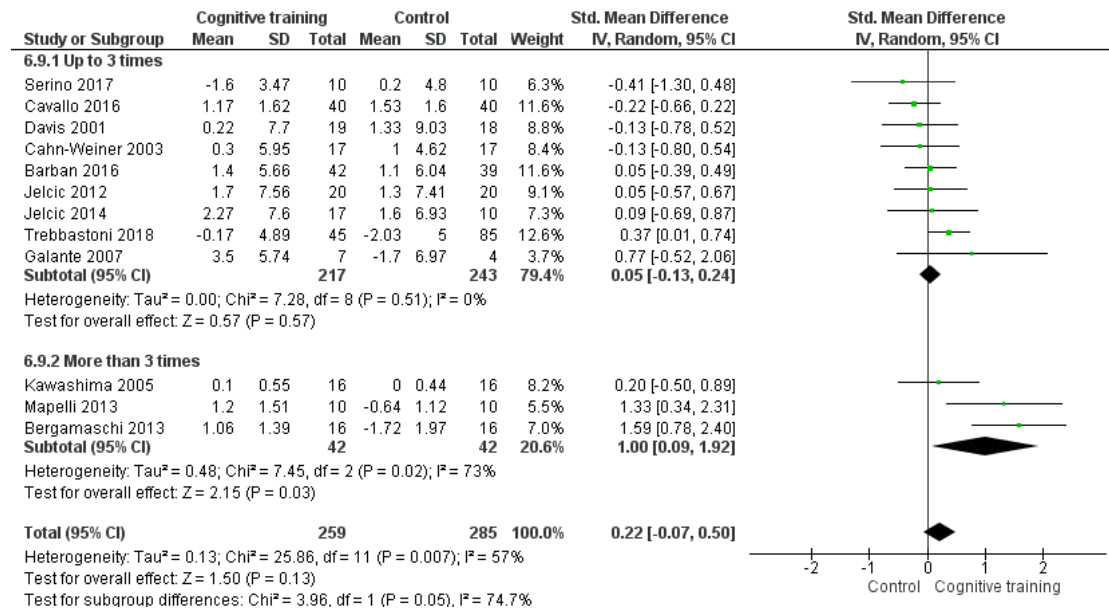 Cognitive training Control Std. Mean Difference Std. Mean Difference
Study or Subgroup Mean SD Total Mean SD Total Weight IV, Random, 95% CI IV, Random, 95% CI
6.9.1 Up to 3 times
Serino 2017 -1.6 3.47 10 0.2 4.8 10 6.3% -0.41 [-1.30, 0.48]
Cavallo 2016 1.17 1.62 40 1.53 1.6 40 11.6% -0.22 [-0.66, 0.22]
Davis 2001 0.22 7.7 19 1.33 9.03 18 8.8% -0.13 [-0.78, 0.52]
Cahn-Weiner 2003 0.3 5.95 17 1 4.62 17 8.4% -0.13 [-0.80, 0.54]
Barban 2016 1.4 5.66 42 1.1 6.04 39 11.6% 0.05 [-0.39, 0.49]
Jelcic 2012 1.7 7.56 20 1.3 7.41 20 9.1% 0.05 [-0.57, 0.67]
Jelcic 2014 2.27 7.6 17 1.6 6.93 10 7.3% 0.09 [-0.69, 0.87]
Trebbastoni 2018 -0.17 4.89 45 -2.03 5 85 12.6% 0.37 [0.01, 0.74]
Galante 2007 3.5 5.74 7 -1.7 6.97 4 3.7% 0.77 [-0.52, 2.06]
Subtotal (95% CI) 217 243 79.4% 0.05 [-0.13, 0.24]
Heterogeneity: Tau² = 0.00; Chi² = 7.28, df = 8 (P = 0.51); I² = 0%
Test for overall effect: Z = 0.57 (P = 0.57)
6.9.2 More than 3 times
Kawashima 2005 0.1 0.55 16 0 0.44 16 8.2% 0.20 [-0.50, 0.89]
Mapelli 2013 1.2 1.51 10 -0.64 1.12 10 5.5% 1.33 [0.34, 2.31]
Bergamaschi 2013 1.06 1.39 16 -1.72 1.97 16 7.0% 1.59 [0.78, 2.40]
Subtotal (95% CI) 42 42 20.6% 1.00 [0.09, 1.92]
Heterogeneity: Tau² = 0.48; Chi² = 7.45, df = 2 (P = 0.02); I² = 73%
Test for overall effect: Z = 2.15 (P = 0.03)
Total (95% CI) 259 285 100.0% 0.22 [-0.07, 0.50]
Heterogeneity: Tau² = 0.13; Chi² = 25.86, df = 11 (P = 0.007); I² = 57%
Test for overall effect: Z = 1.50 (P = 0.13)
Test for subgroup differences: Chi² = 3.96, df = 1 (P = 0.05), I² = 74.7%
-2 -1 0 1 2
Control Cognitive training